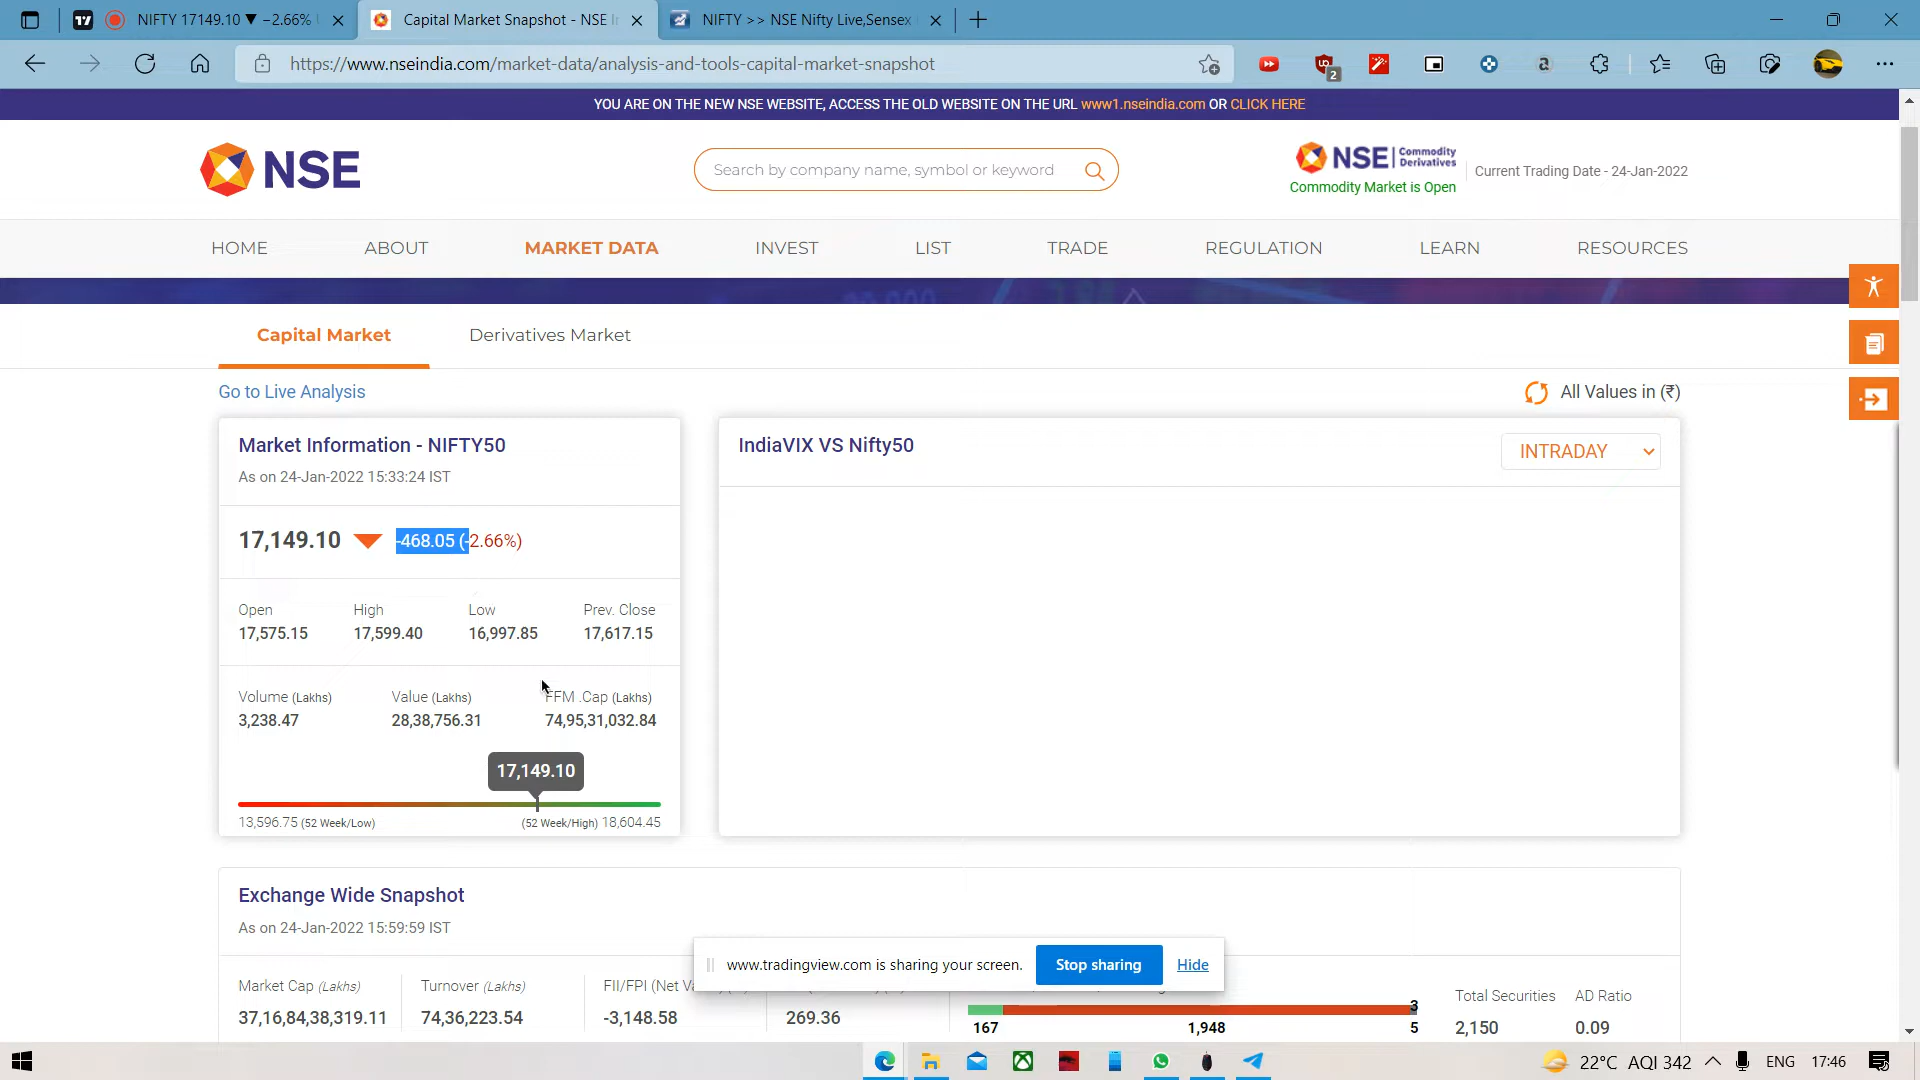 NIFTY 17149.10 ▼ −2.66%
Capital Market Snapshot - NSE
NIFTY >> NSE Nifty Live,Sensex
https://www.nseindia.com/market-data/analysis-and-tools-capital-market-snapshot
2
YOU ARE ON THE NEW NSE WEBSITE, ACCESS THE OLD WEBSITE ON THE URL www1.nseindia.com OR CLICK HERE
NSE
Search by company name, symbol or keyword
NSE Commodity Derivatives
Commodity Market is Open
Current Trading Date - 24-Jan-2022
HOME ABOUT MARKET DATA INVEST LIST TRADE REGULATION LEARN RESOURCES
Capital Market Derivatives Market
Go to Live Analysis
All Values in (₹)
Market Information - NIFTY50
As on 24-Jan-2022 15:33:24 IST
17,149.10 -468.05 (-2.66%)
Open High Low Prev. Close
17,575.15 17,599.40 16,997.85 17,617.15
Volume (Lakhs) Value (Lakhs) FFM .Cap (Lakhs)
3,238.47 28,38,756.31 74,95,31,032.84
17,149.10
13,596.75 (52 Week/Low) (52 Week/High) 18,604.45
IndiaVIX VS Nifty50
INTRADAY
Exchange Wide Snapshot
As on 24-Jan-2022 15:59:59 IST
www.tradingview.com is sharing your screen. Stop sharing Hide
Market Cap (Lakhs) Turnover (Lakhs) FII/FPI (Net Total Securities AD Ratio
37,16,84,38,319.11 74,36,223.54 -3,148.58 269.36 2,150 0.09
3
167 1,948 5
22°C AQI 342 ENG 17:46